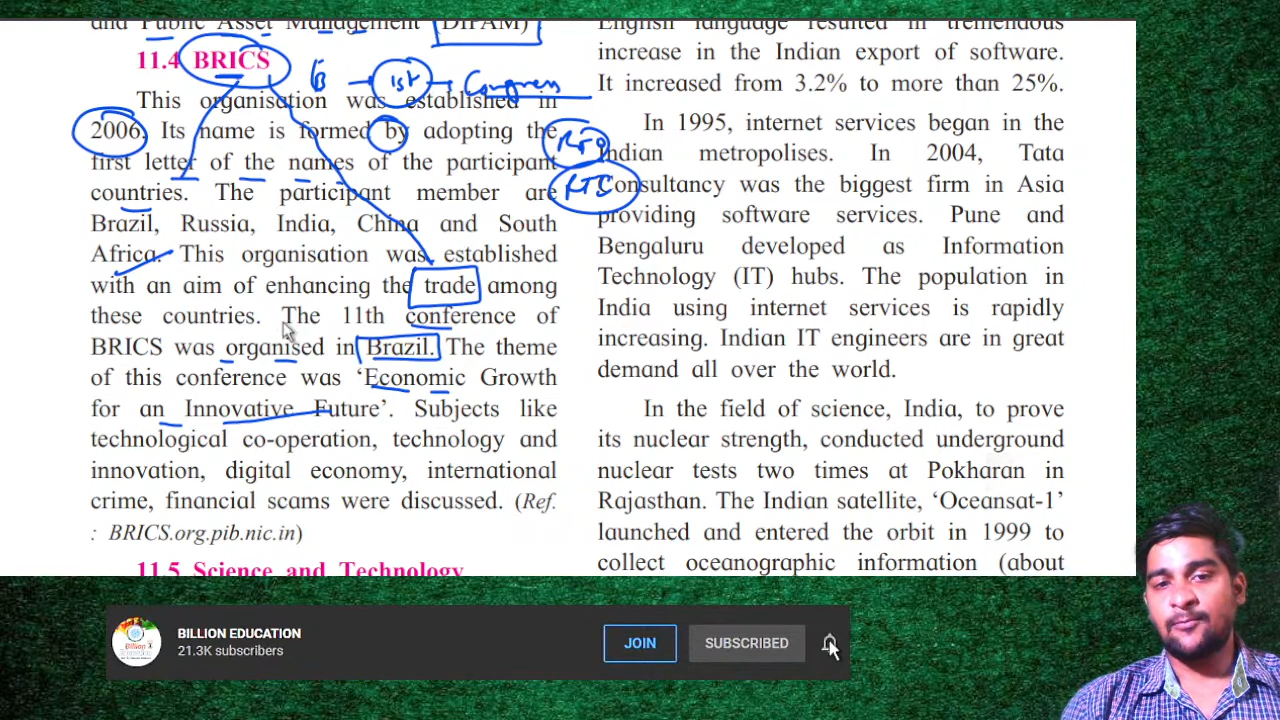 and Public Asset Management (DIPAM)
11.4 BRICS
B → 1st → Congress
This organisation was established in
2006. Its name is formed by adopting the
first letter of the names of the participant
countries. The participant member are
Brazil, Russia, India, China and South
Africa. This organisation was established
with an aim of enhancing the trade among
these countries. The 11th conference of
BRICS was organised in Brazil. The theme
of this conference was ‘Economic Growth
for an Innovative Future’. Subjects like
technological co-operation, technology and
innovation, digital economy, international
crime, financial scams were discussed. (Ref.
: BRICS.org.pib.nic.in)
11.5 Science and Technology
English language resulted in tremendous
increase in the Indian export of software.
It increased from 3.2% to more than 25%.
In 1995, internet services began in the
Indian metropolises. In 2004, Tata
Consultancy was the biggest firm in Asia
providing software services. Pune and
Bengaluru developed as Information
Technology (IT) hubs. The population in
India using internet services is rapidly
increasing. Indian IT engineers are in great
demand all over the world.
In the field of science, India, to prove
its nuclear strength, conducted underground
nuclear tests two times at Pokharan in
Rajasthan. The Indian satellite, ‘Oceansat-1’
launched and entered the orbit in 1999 to
collect oceanographic information (about
BILLION EDUCATION
21.3K subscribers
JOIN
SUBSCRIBED